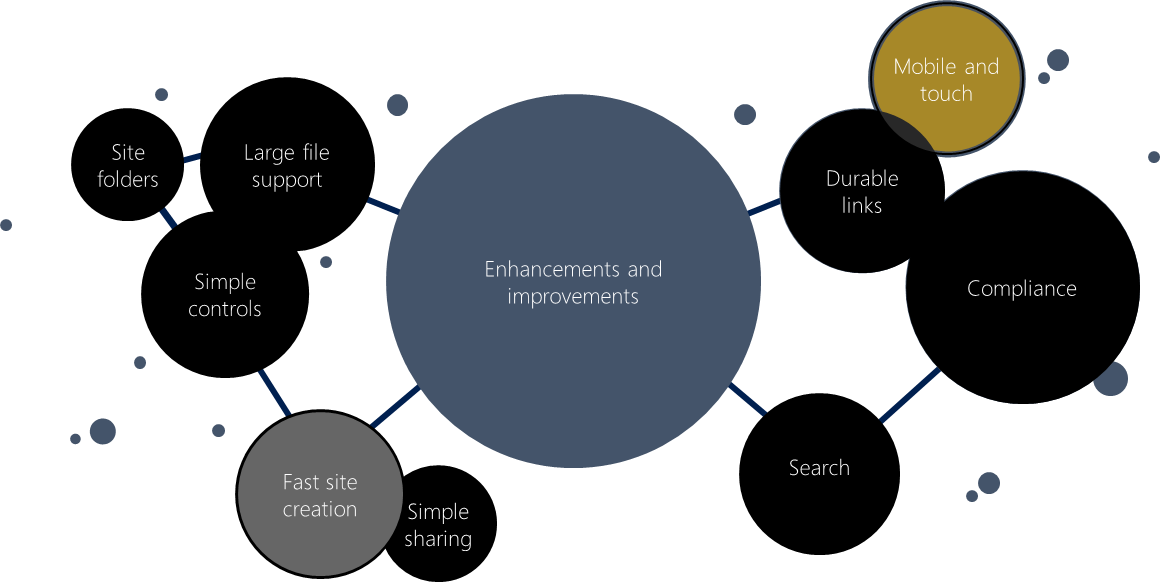 Mobile and
touch
Site
folders
Large file
support
Durable
links
Enhancements and
improvements
Simple
controls
Compliance
Fast site
creation
Simple
sharing
Search